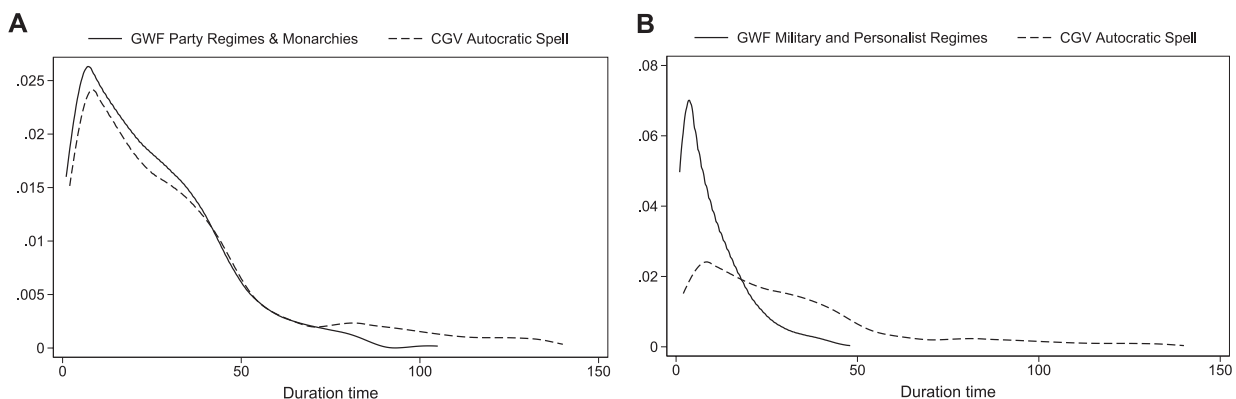 A
GWF Party Regimes & Monarchies
CGV Autocratic Spell
.025
.02
.015
.01
.005
0
0
50
100
150
Duration time
B
GWF Military and Personalist Regimes
CGV Autocratic Spell
.08
.06
.04
.02
0
0
50
100
150
Duration time